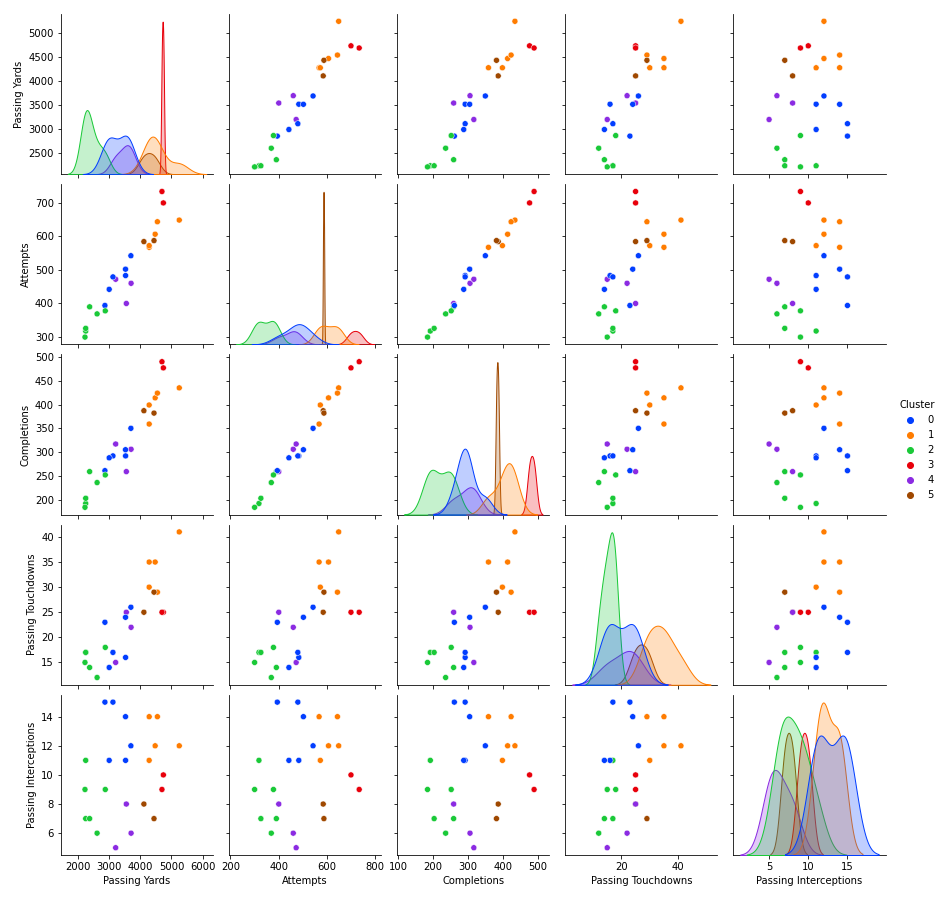 5000
4500
4000
3500
3000
2500
Passing Yards
700
600
500
400
300
Attempts
500
450
400
350
300
250
200
Completions
Cluster
0
1
2
3
4
5
40
35
30
25
20
15
Passing Touchdowns
14
12
10
8
6
Passing Interceptions
2000 3000 4000 5000 6000
Passing Yards
200 400 600 800
Attempts
100 200 300 400 500
Completions
20 40
Passing Touchdowns
5 10 15
Passing Interceptions